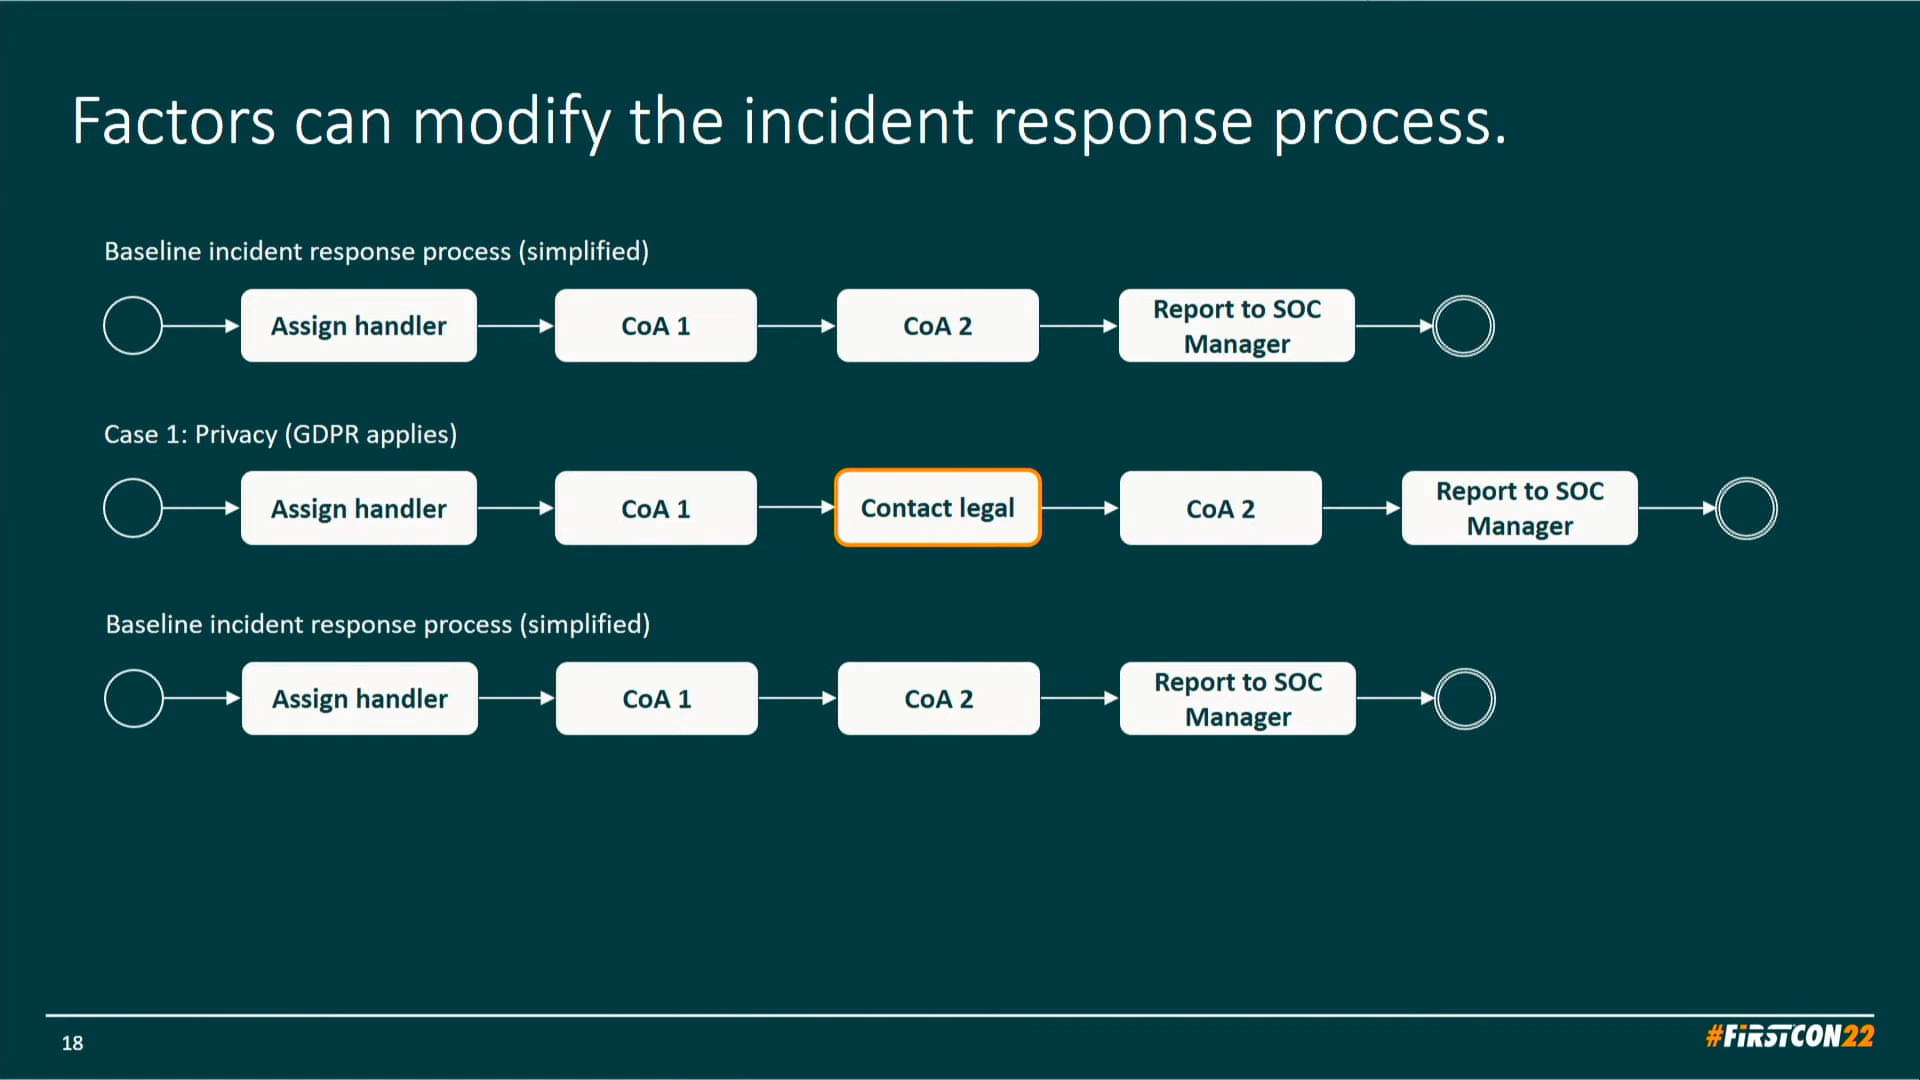 Factors can modify the incident response process.
Baseline incident response process (simplified)
Assign handler
CoA 1
CoA 2
Report to SOC
Manager
Case 1: Privacy (GDPR applies)
Assign handler
CoA 1
Contact legal
CoA 2
Report to SOC
Manager
Baseline incident response process (simplified)
Assign handler
CoA 1
CoA 2
Report to SOC
Manager
18
#FiRSTCON22